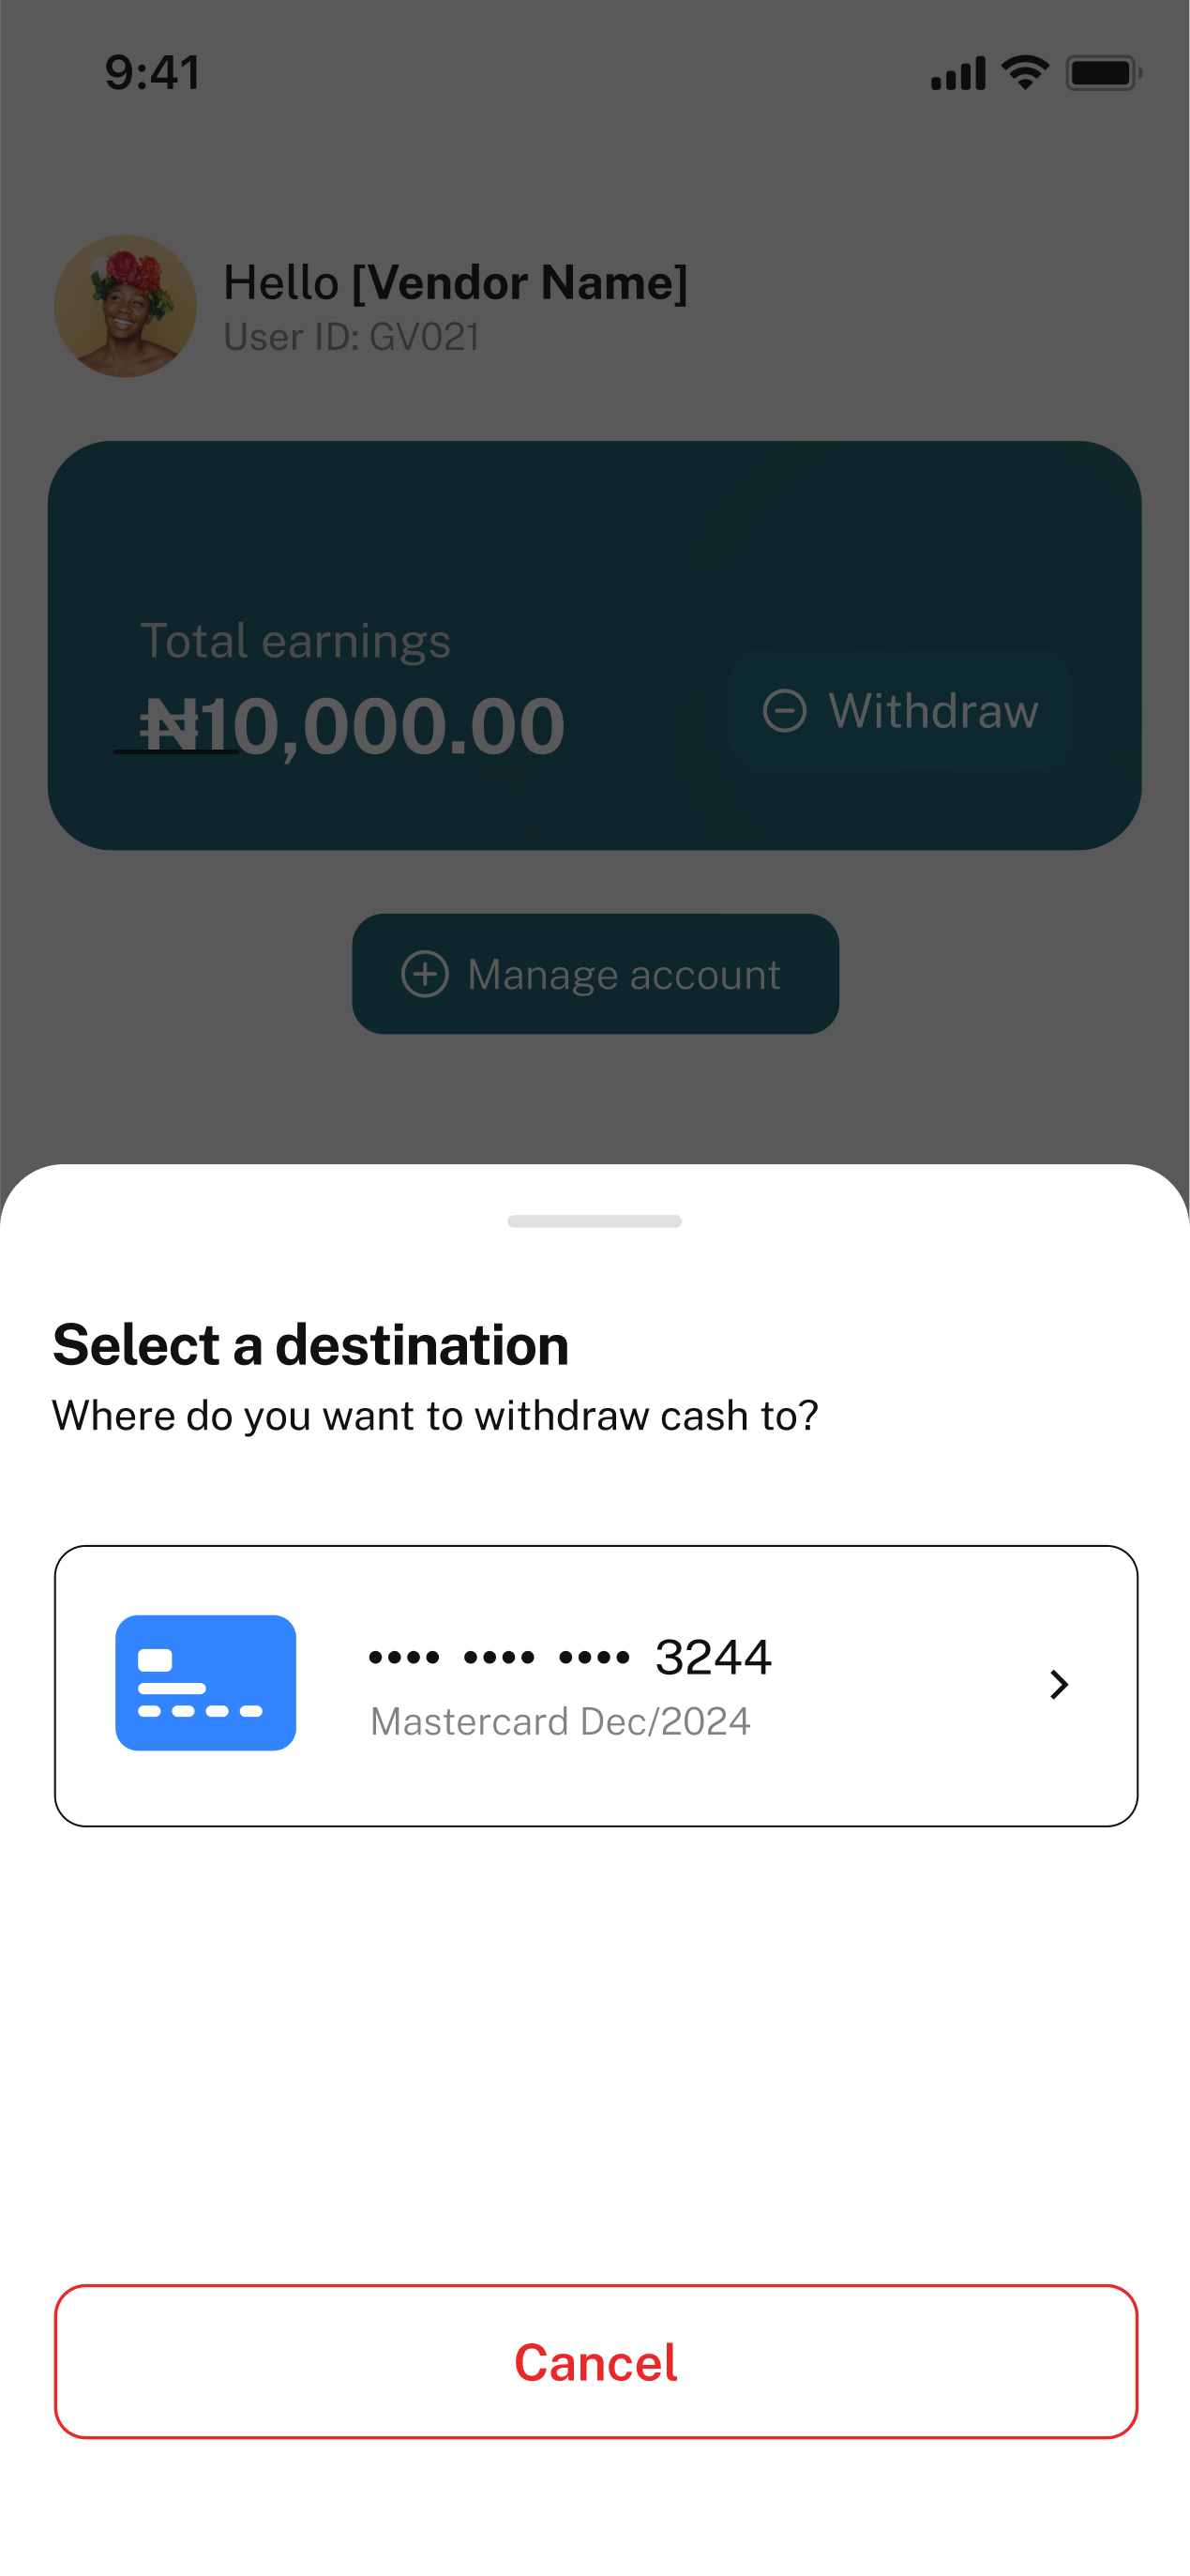 9:41
Hello [Vendor Name]
User ID: GV021
Total earnings
₦10,000.00
Withdraw
Manage account
Select a destination
Where do you want to withdraw cash to?
•••• •••• •••• 3244
Mastercard Dec/2024
Cancel